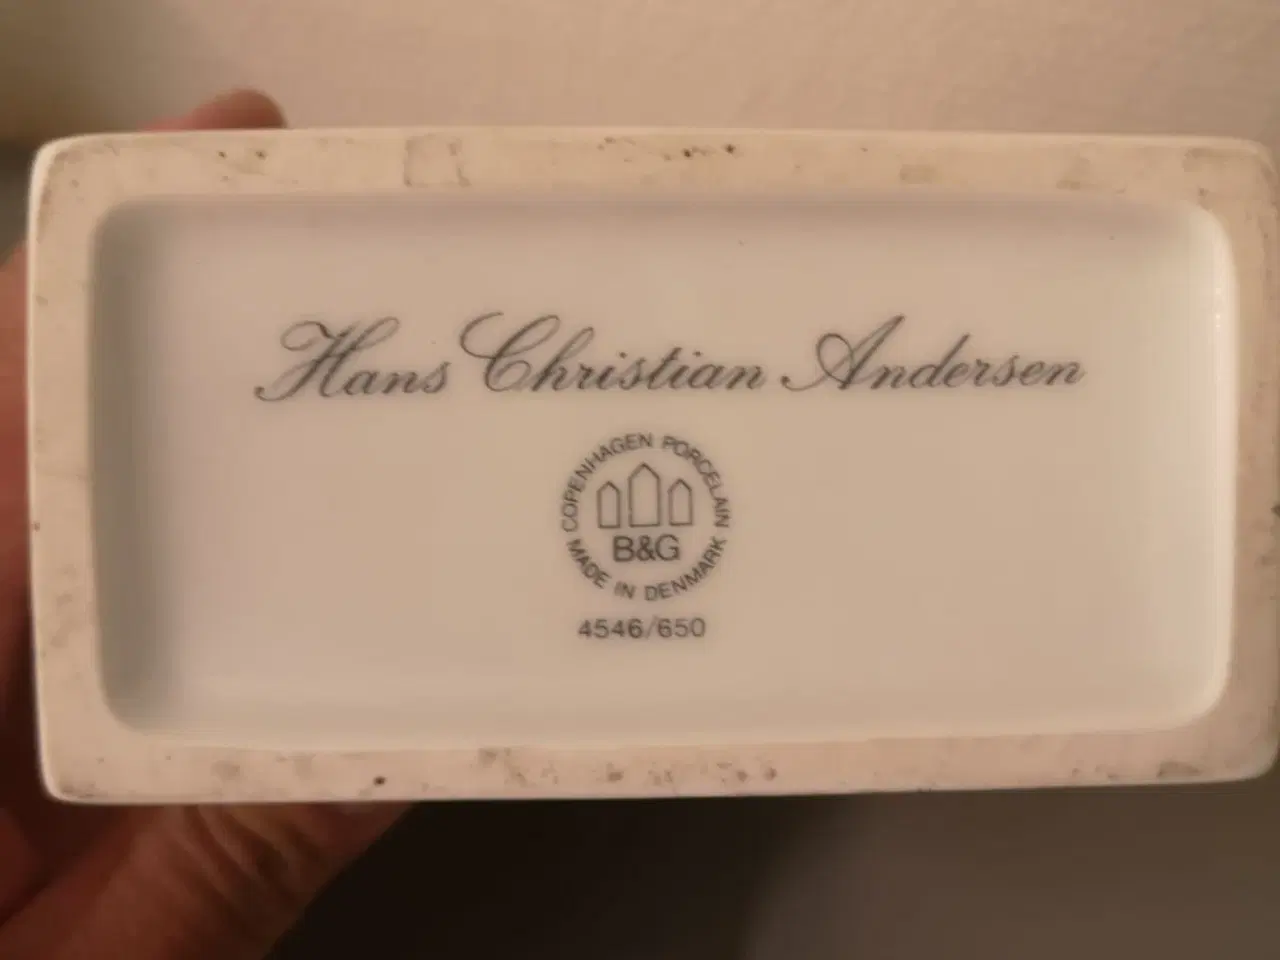 Hans Christian Andersen
COPENHAGEN PORCELAIN
B&G
MADE IN DENMARK
4546/650